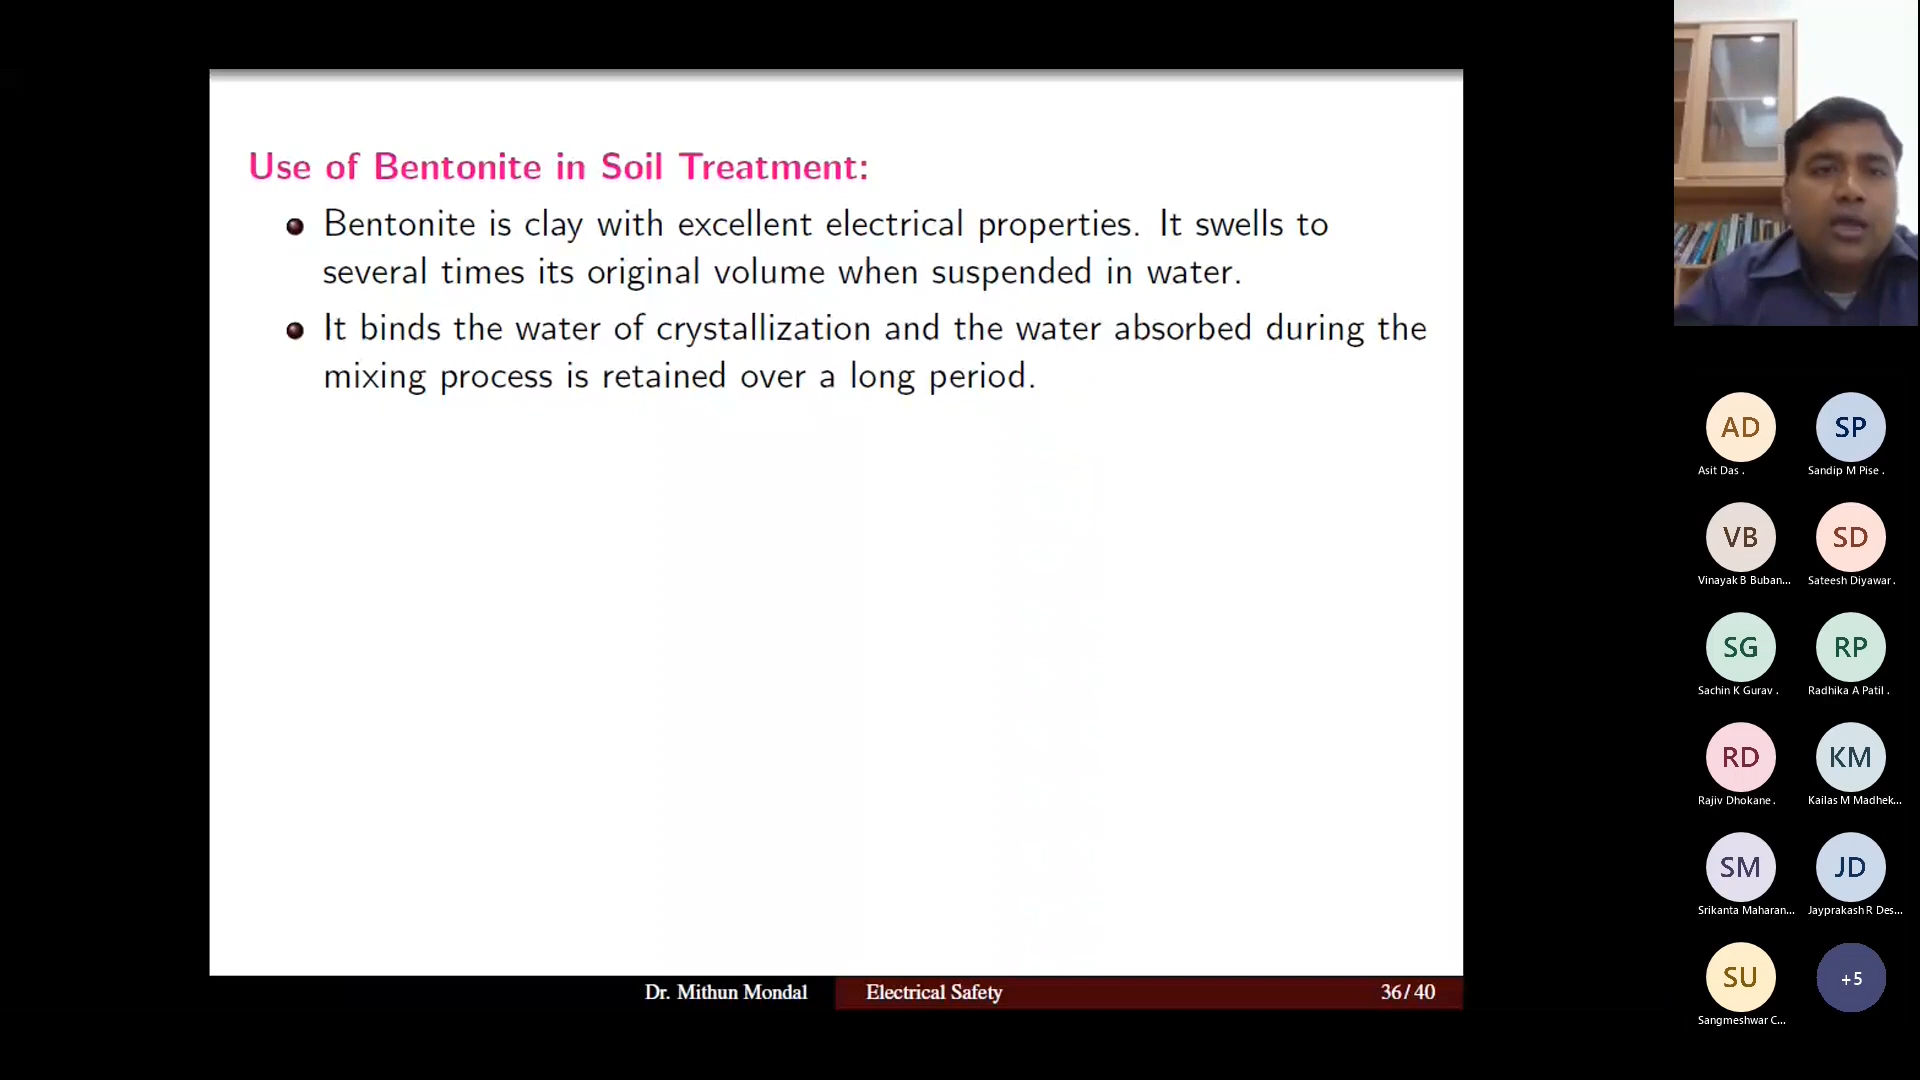 Use of Bentonite in Soil Treatment:
Bentonite is clay with excellent electrical properties. It swells to
several times its original volume when suspended in water.
It binds the water of crystallization and the water absorbed during the
mixing process is retained over a long period.
Dr. Mithun Mondal
Electrical Safety
36/40
AD
Asit Das .
SP
Sandip M Pise .
VB
Vinayak B Buban...
SD
Sateesh Diyawar .
SG
Sachin K Gurav .
RP
Radhika A Patil .
RD
Rajiv Dhokane .
KM
Kailas M Madhek...
SM
Srikanta Maharan...
JD
Jayprakash R Des...
SU
Sangmeshwar C...
+5